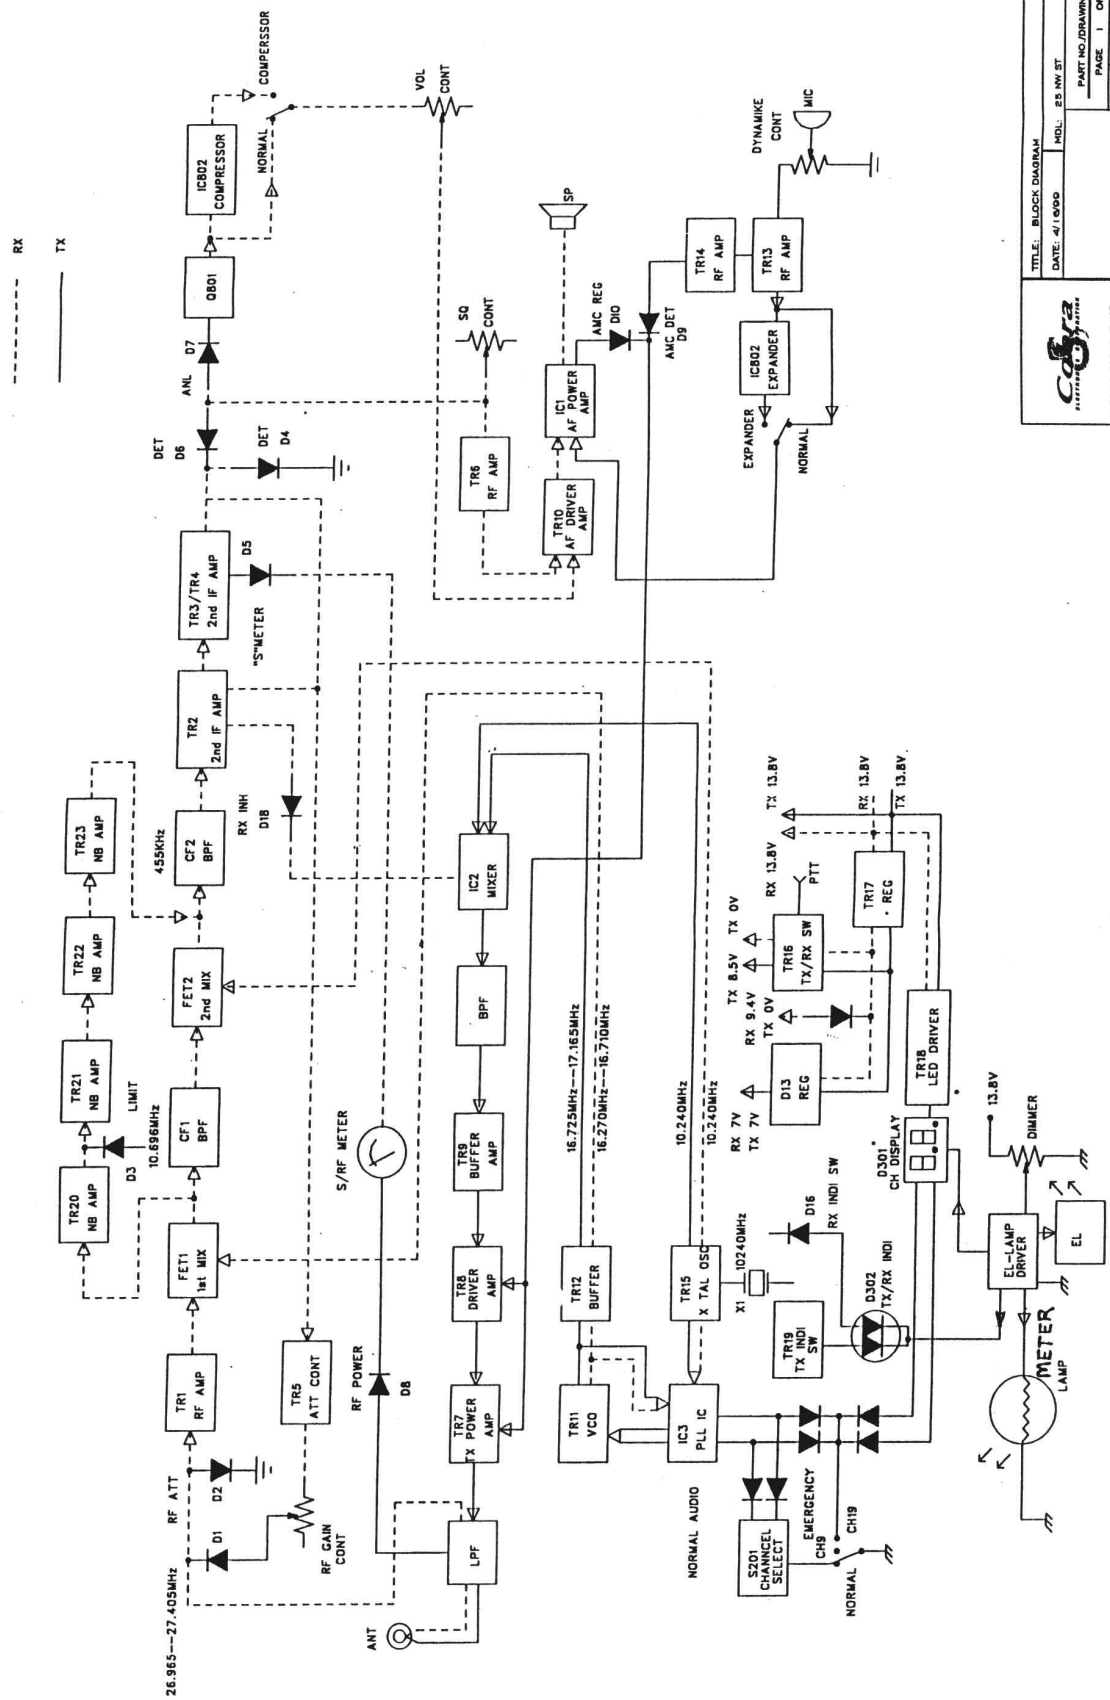 RX
TX
26.965--27.405MHz
RF ATT
D1
D2
RF GAIN
CONT
TR1
RF AMP
TR5
ATT CONT
FET1
1st MIX
TR20
NB AMP
D3
LIMIT
10.696MHz
TR21
NB AMP
CF1
BPF
TR22
NB AMP
FET2
2nd MIX
TR23
NB AMP
455KHz
CF2
BPF
RX INH
D18
TR2
2nd IF AMP
"S"METER
TR3/TR4
2nd IF AMP
D5
DET
D6
DET
D4
ANL
D7
Q801
IC802
COMPRESSOR
NORMAL
COMPERSSOR
VOL
CONT
ANT
LPF
RF POWER
D8
S/RF METER
TR7
TX POWER
AMP
TR8
DRIVER
AMP
TR9
BUFFER
AMP
BPF
IC2
MIXER
SQ
CONT
TR6
RF AMP
TR10
AF DRIVER
AMP
IC1
AF POWER
AMP
SP
AMC REG
D10
AMC DET
D9
TR14
RF AMP
TR13
RF AMP
DYNAMIKE
CONT
MIC
IC802
EXPANDER
EXPANDER
NORMAL
TR11
VCO
TR12
BUFFER
16.725MHz--17.165MHz
16.270MHz--16.710MHz
NORMAL AUDIO
IC3
PLL IC
TR15
X TAL OSC
10.240MHz
10.240MHz
X1
10240MHz
S201
CHANNCEL
SELECT
EMERGENCY
CH9
CH19
NORMAL
TR19
TX INDI
SW
D302
TX/RX INDI
D16
RX INDI SW
D301
CH DISPLAY
TR18
LED DRIVER
RX 7V
TX 7V
D13
REG
RX 9.4V
TX 0V
TX 8.5V
TX 0V
TR16
TX/RX SW
PTT
RX 13.8V
TX 13.8V
TR17
REG
RX 13.8V
TX 13.8V
METER
LAMP
EL-LAMP
DRIVER
EL
DIMMER
13.8V
Cobra
ELECTRONICS CORPORATION
TITLE: BLOCK DIAGRAM
DATE: 4/18/00
MDL: 25 NW ST
PART NO./DRAWIN
PAGE 1 OF